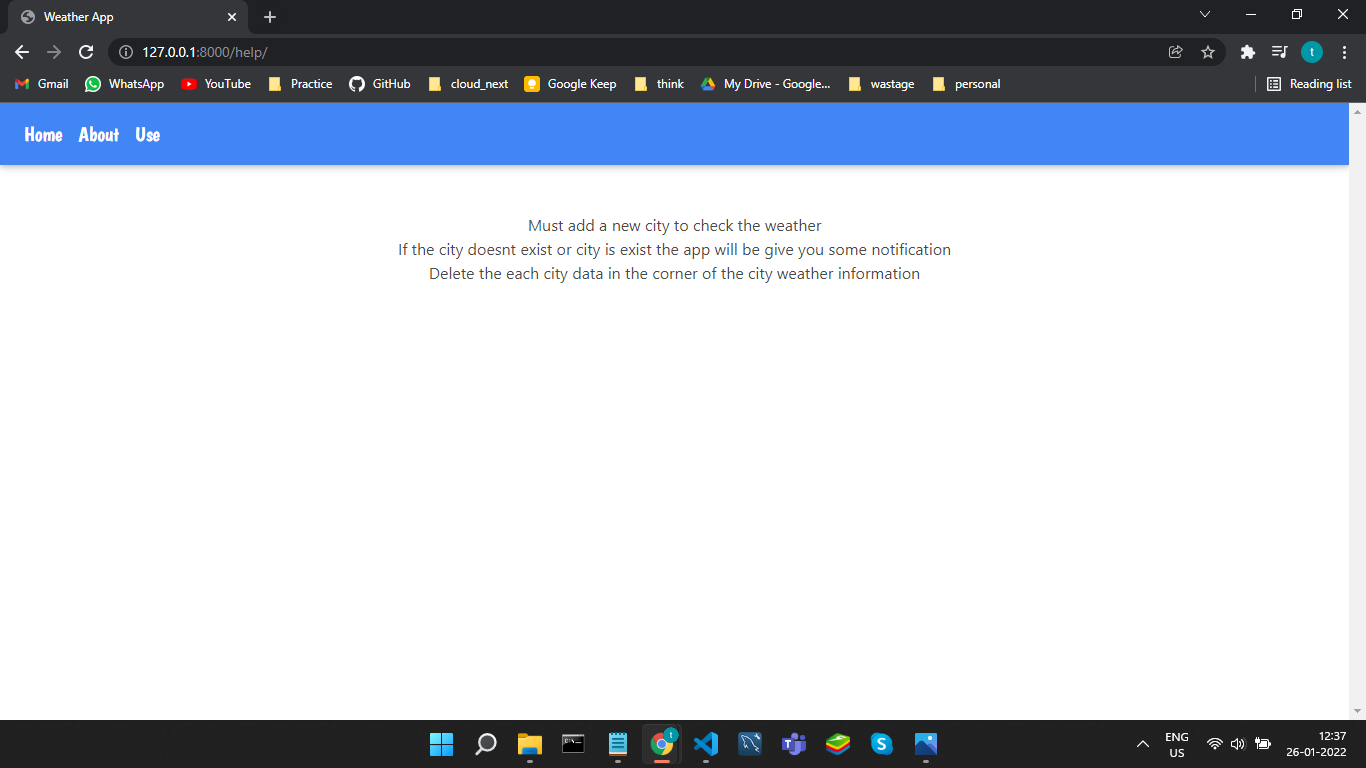 Weather App
127.0.0.1:8000/help/
t
Gmail WhatsApp YouTube Practice GitHub cloud_next Google Keep think My Drive - Google... wastage personal Reading list
Home About Use
Must add a new city to check the weather
If the city doesnt exist or city is exist the app will be give you some notification
Delete the each city data in the corner of the city weather information
t
ENG
US
12:37
26-01-2022